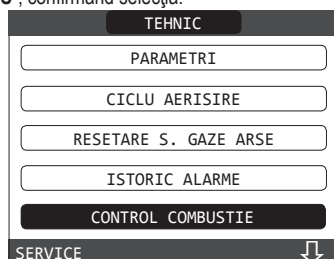 ", confirmând selecția.
TEHNIC
PARAMETRI
CICLU AERISIRE
RESETARE S. GAZE ARSE
ISTORIC ALARME
CONTROL COMBUSTIE
SERVICE